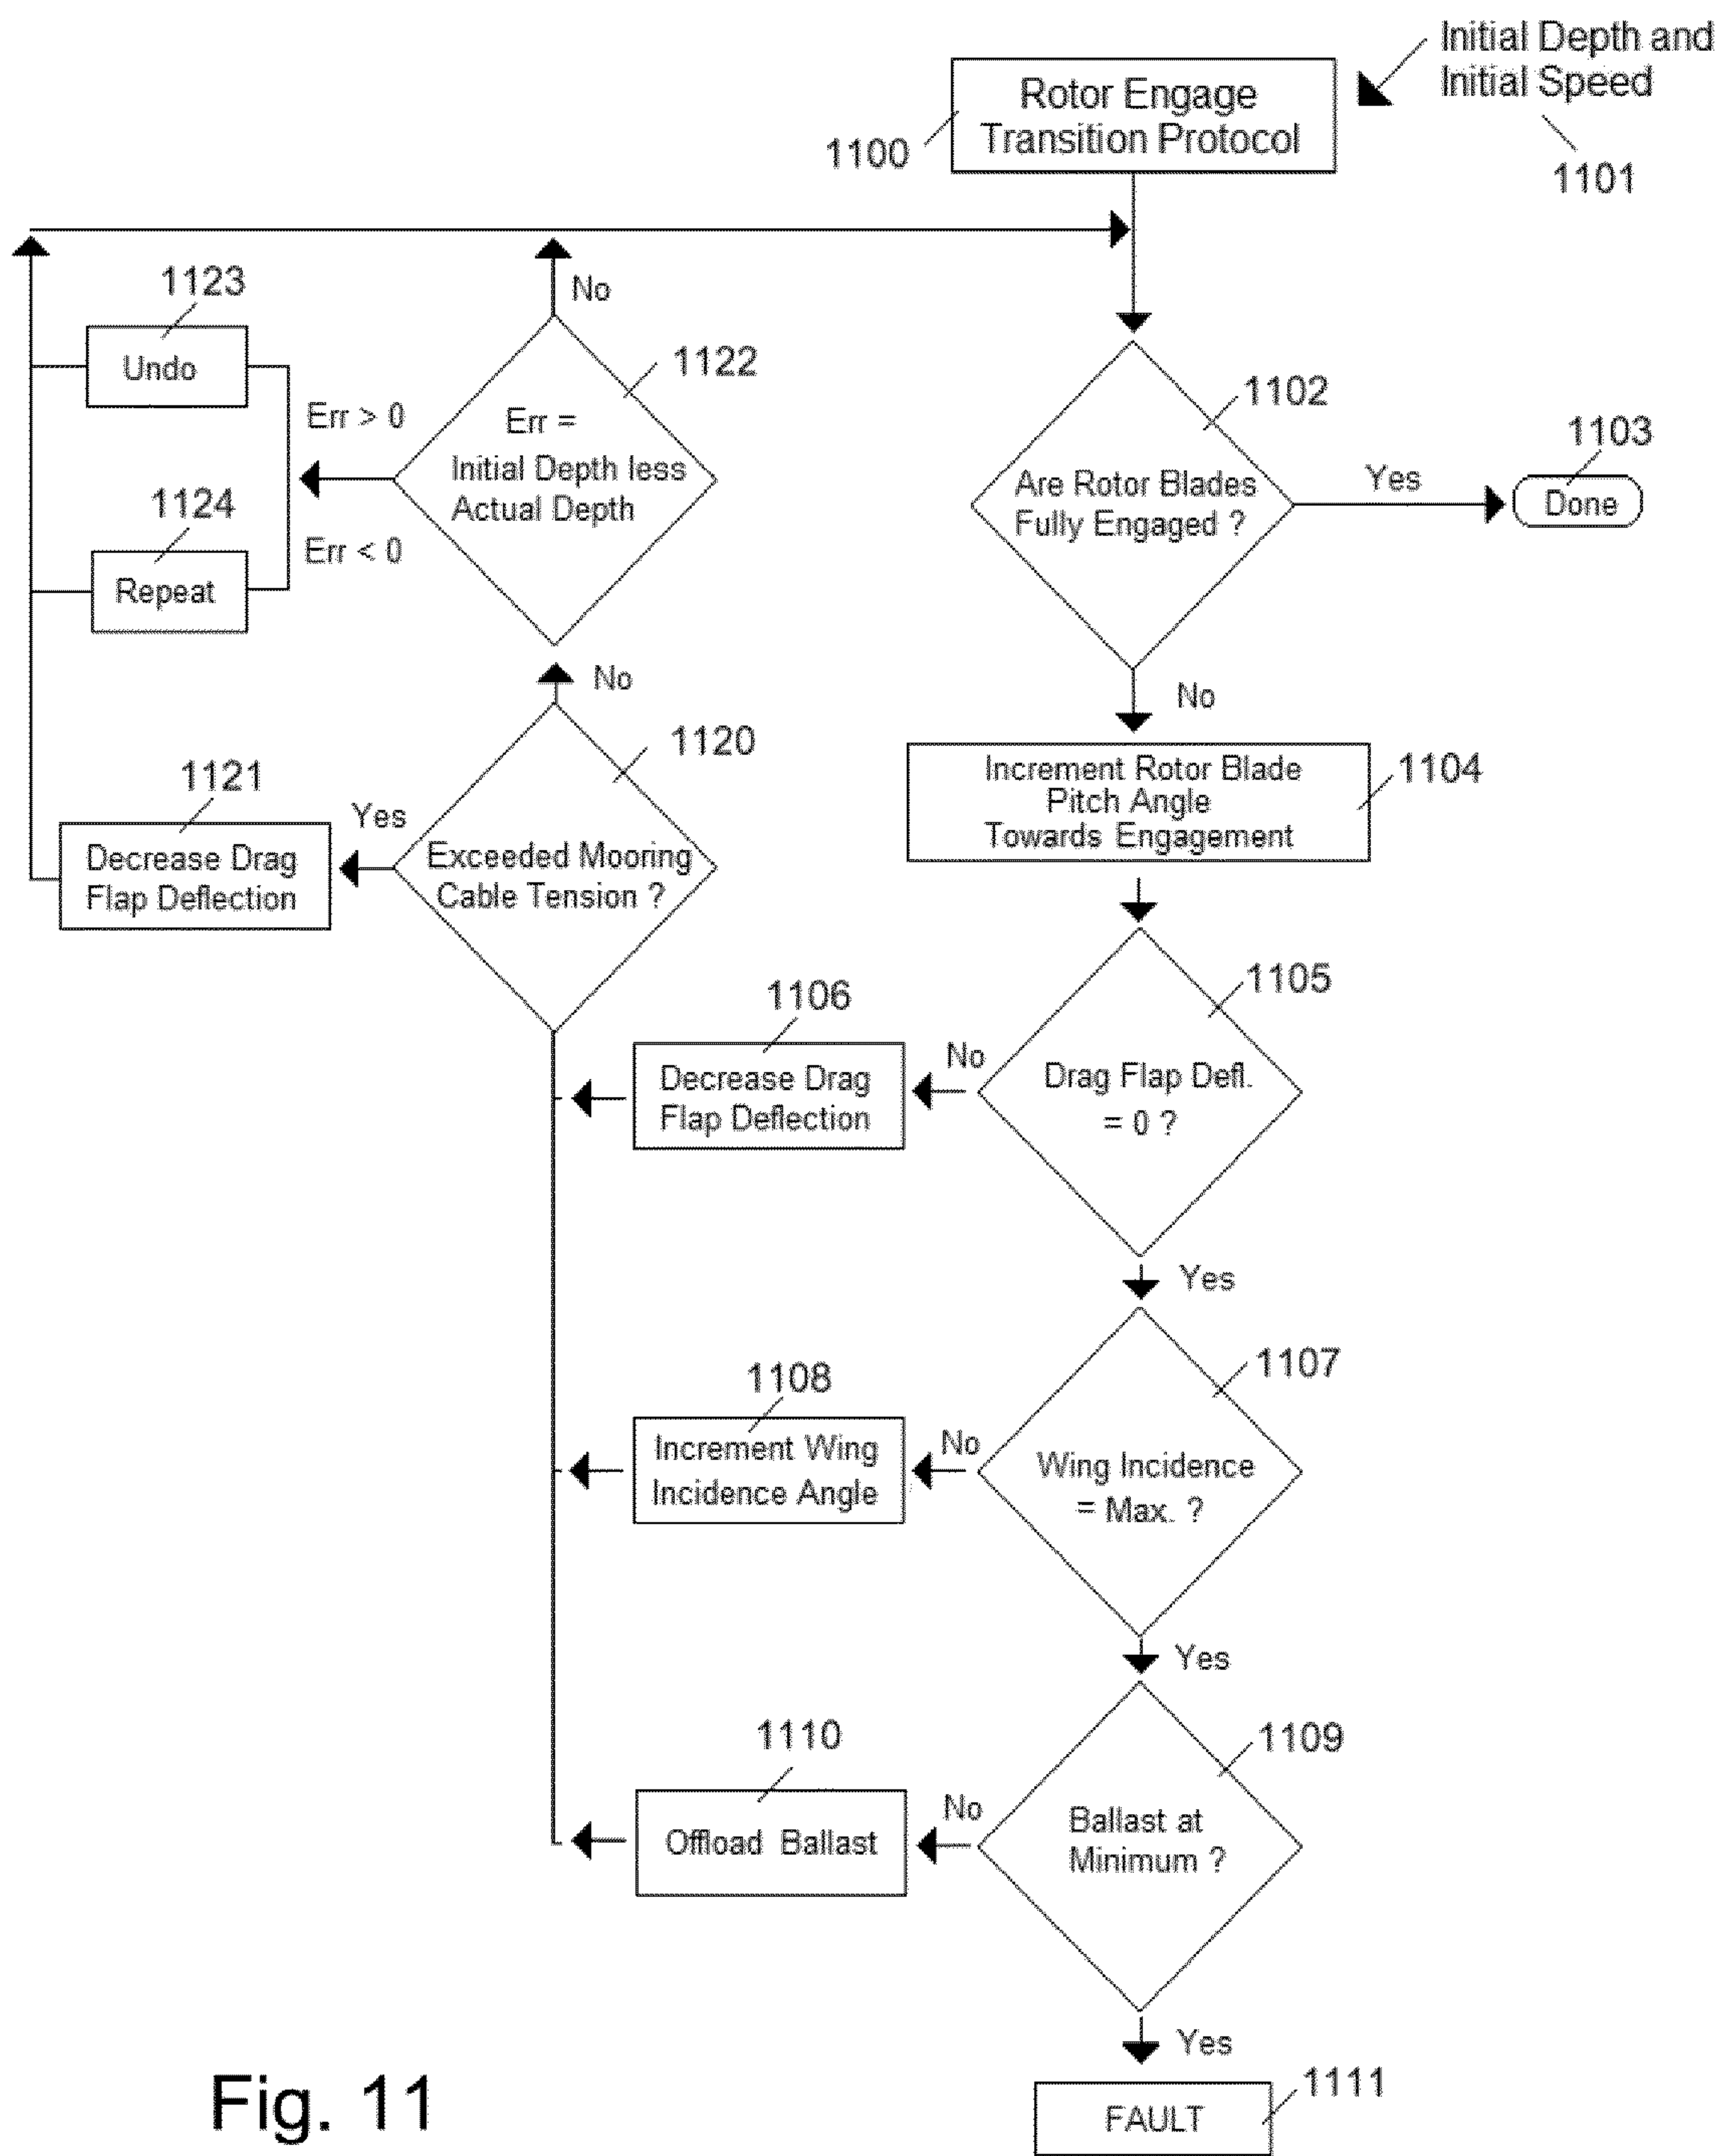 Initial Depth and
Initial Speed
1101
Rotor Engage
Transition Protocol
1100
No
1123
Undo
1122
Err =
Initial Depth less
Actual Depth
Err > 0
1124
Repeat
Err < 0
1102
Are Rotor Blades
Fully Engaged ?
Yes
1103
Done
No
No
1104
Increment Rotor Blade
Pitch Angle
Towards Engagement
1120
Exceeded Mooring
Cable Tension ?
Yes
1121
Decrease Drag
Flap Deflection
1105
Drag Flap Defl.
= 0 ?
No
1106
Decrease Drag
Flap Deflection
Yes
1107
Wing Incidence
= Max. ?
No
1108
Increment Wing
Incidence Angle
Yes
1109
Ballast at
Minimum ?
No
1110
Offload Ballast
Yes
1111
FAULT
Fig. 11